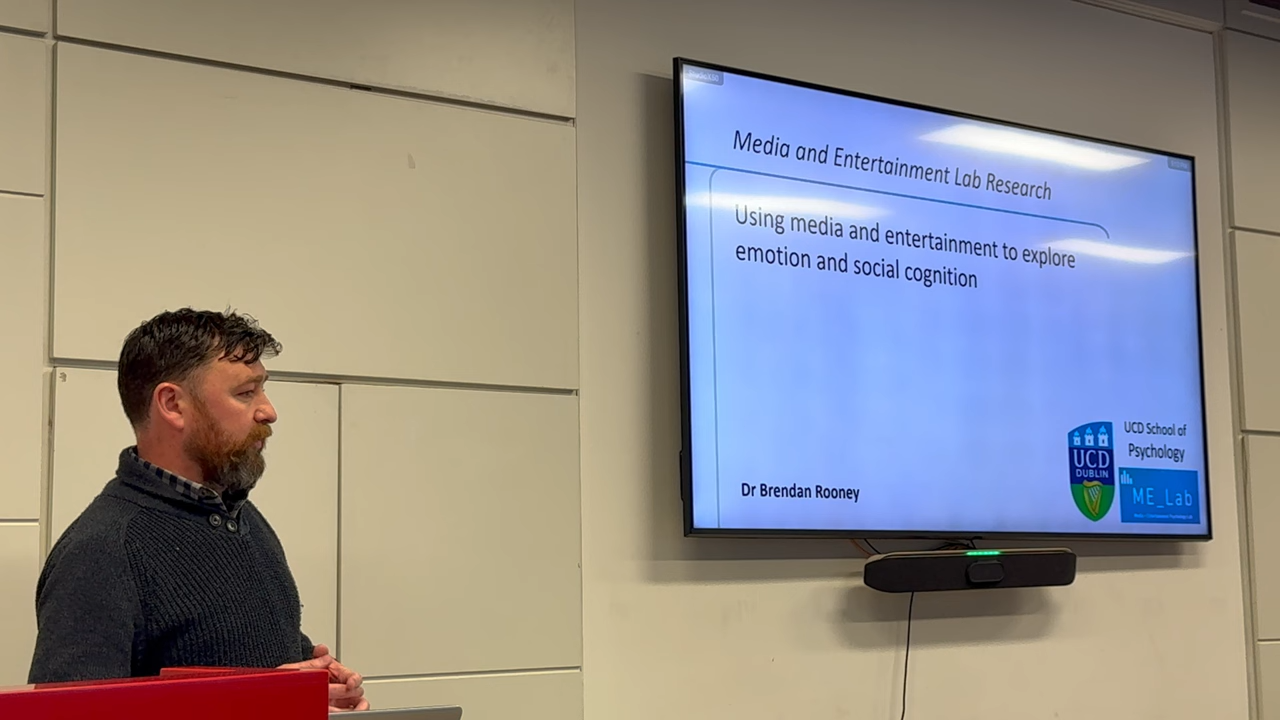 Media and Entertainment Lab Research
Using media and entertainment to explore
emotion and social cognition
UCD School of
Psychology
UCD
DUBLIN
ME_Lab
Dr Brendan Rooney